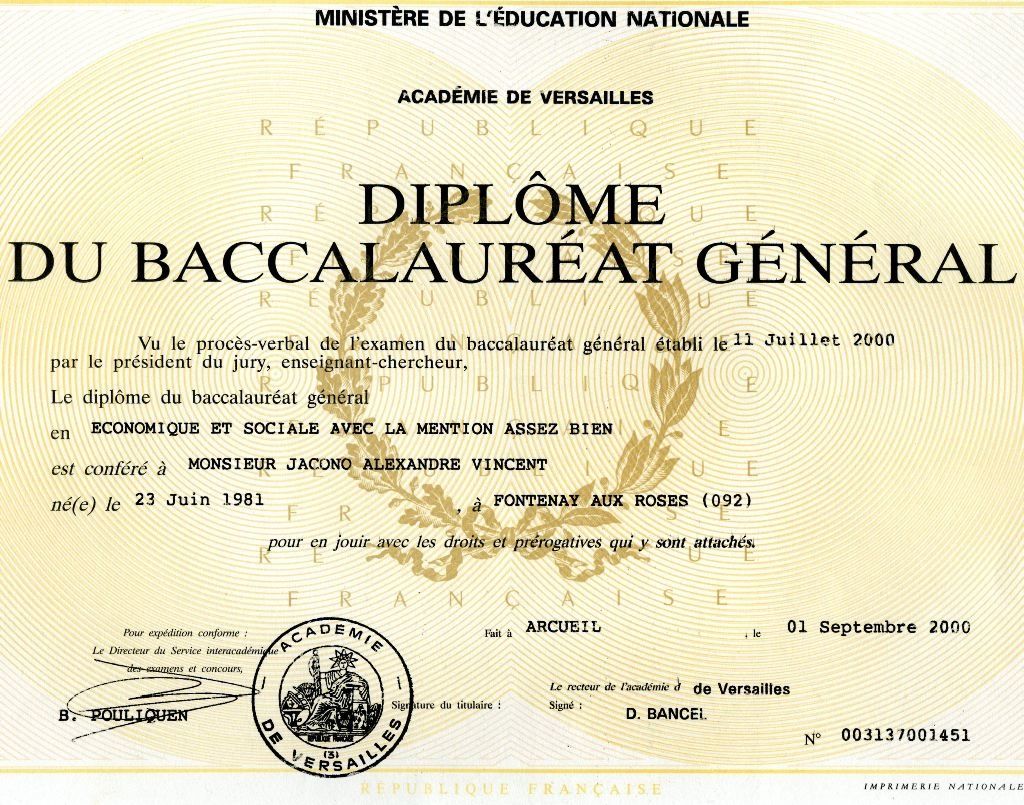 MINISTÈRE DE L'ÉDUCATION NATIONALE
ACADÉMIE DE VERSAILLES
RÉPUBLIQUE
FRANÇAISE
DIPLÔME
DU BACCALAURÉAT GÉNÉRAL
Vu le procès-verbal de l'examen du baccalauréat général établi le 11 Juillet 2000
par le président du jury, enseignant-chercheur,
Le diplôme du baccalauréat général
en ECONOMIQUE ET SOCIALE AVEC LA MENTION ASSEZ BIEN
est conféré à MONSIEUR JACONO ALEXANDRE VINCENT
né(e) le 23 Juin 1981, à FONTENAY AUX ROSES (092)
pour en jouir avec les droits et prérogatives qui y sont attachés.
FRANÇAISE
Pour expédition conforme :
Le Directeur du Service interacadémique
des examens et concours,
B. POULIQUEN
ACADEMIE
DE VERSAILLES
(3)
Fait à ARCUEIL, le 01 Septembre 2000
Signature du titulaire :
Le recteur de l'académie d de Versailles
Signé : D. BANCEL
N° 003137001451
RÉPUBLIQUE FRANÇAISE
IMPRIMERIE NATIONALE